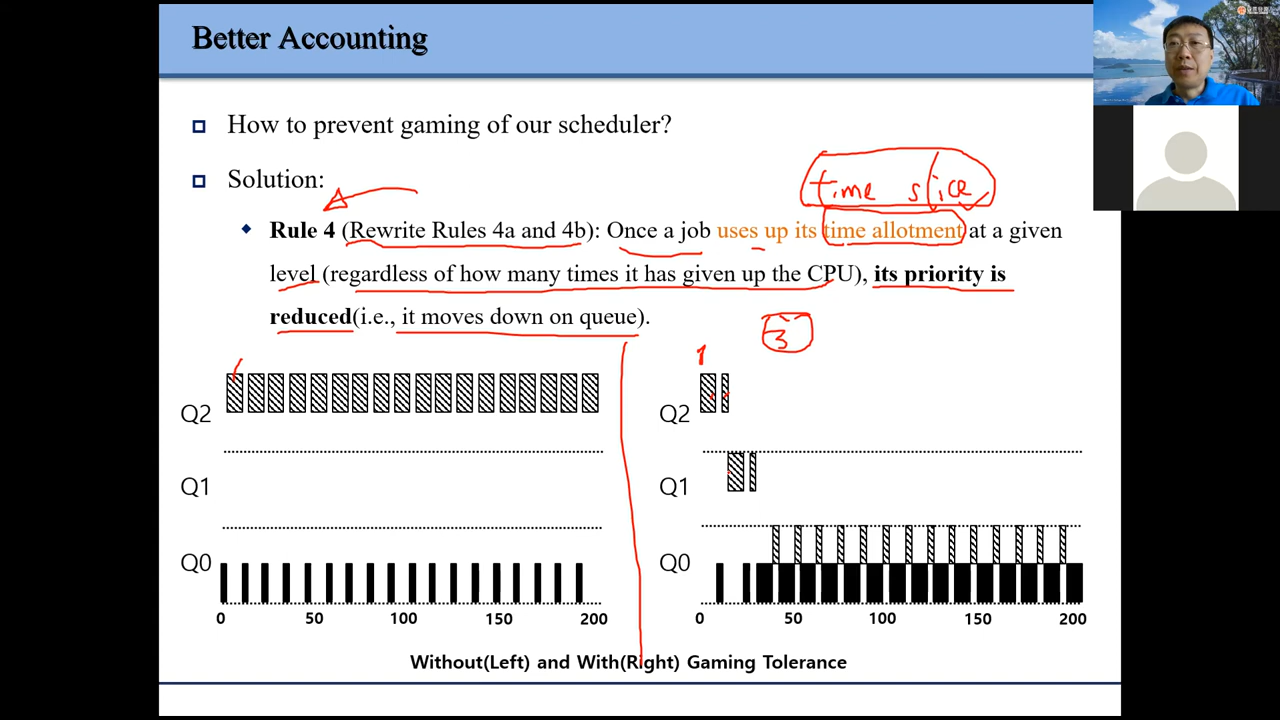 Better Accounting
How to prevent gaming of our scheduler?
Solution:
time slice
Rule 4 (Rewrite Rules 4a and 4b): Once a job uses up its time allotment at a given
level (regardless of how many times it has given up the CPU), its priority is
reduced(i.e., it moves down on queue).
3
Q2
Q1
Q0
0 50 100 150 200
Q2
Q1
Q0
0 50 100 150 200
Without(Left) and With(Right) Gaming Tolerance